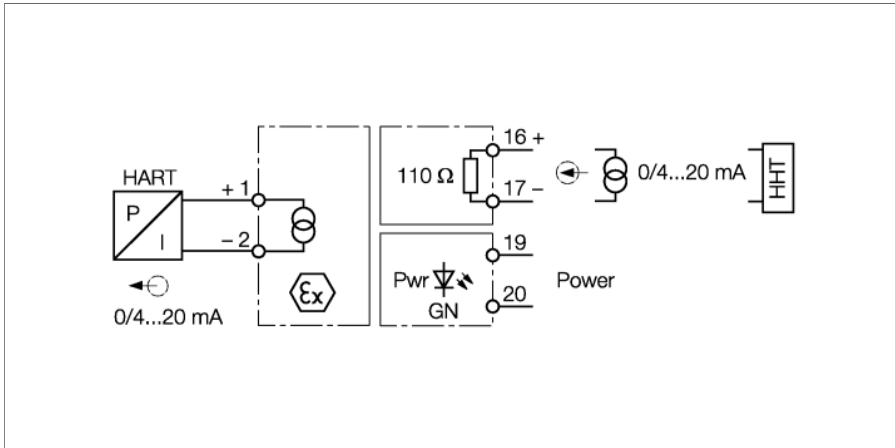 HART
P
I
+ 1
– 2
0/4...20 mA
Ex
110 Ω
16 +
17 –
0/4...20 mA
HHT
Pwr
GN
19
20
Power